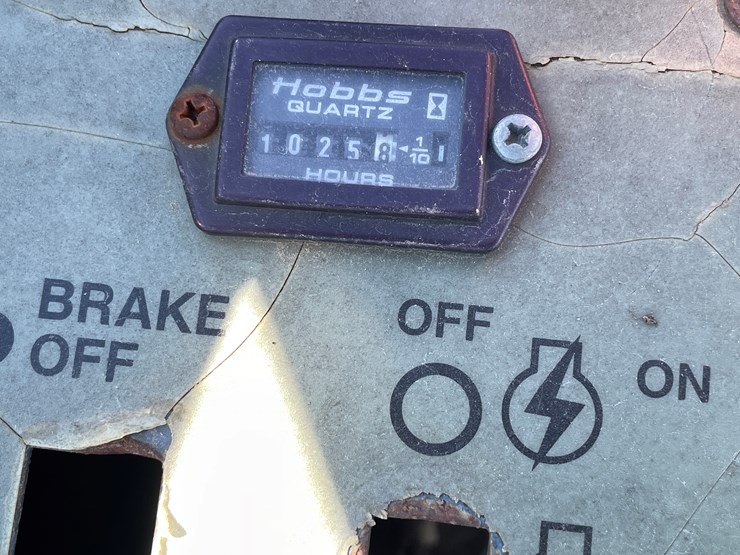 Hobbs
QUARTZ
1 0 2 5 8 1/10
HOURS
BRAKE
OFF
OFF
ON